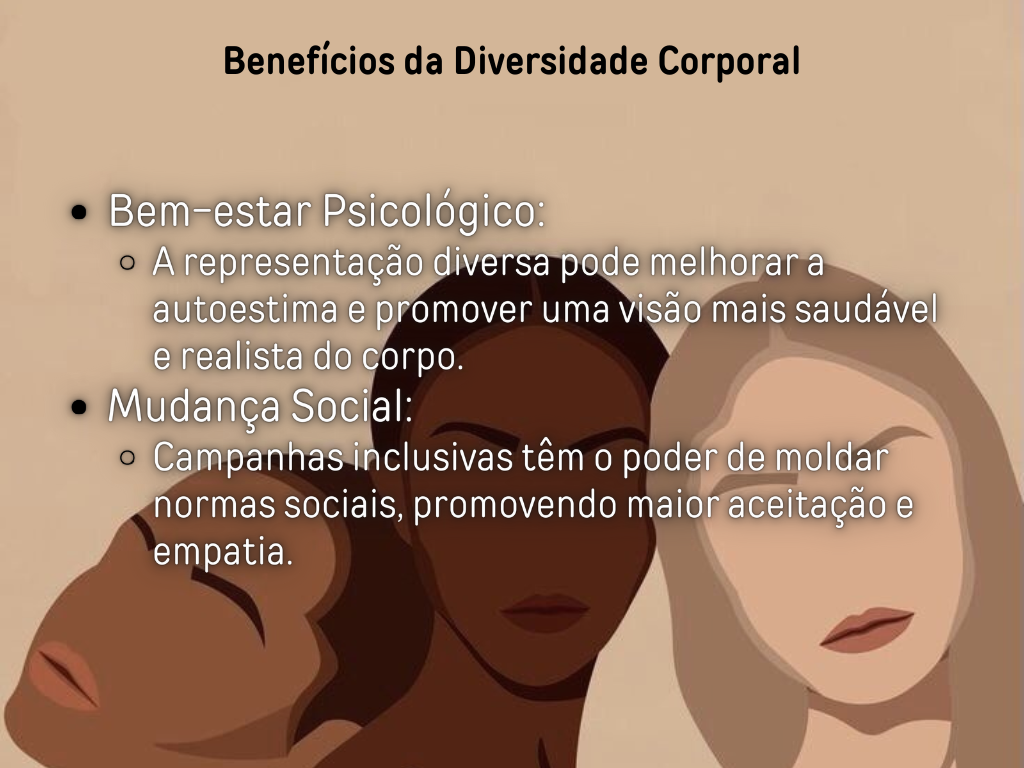 Benefícios da Diversidade Corporal
• Bem-estar Psicológico:
◦ A representação diversa pode melhorar a
autoestima e promover uma visão mais saudável
e realista do corpo.
• Mudança Social:
◦ Campanhas inclusivas têm o poder de moldar
normas sociais, promovendo maior aceitação e
empatia.